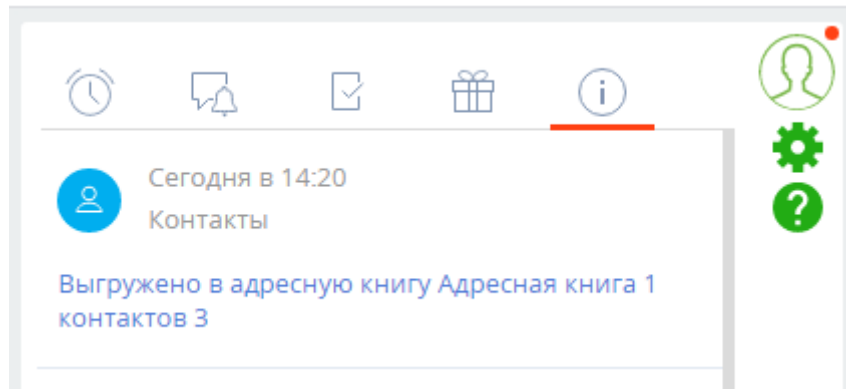 Сегодня в 14:20
Контакты
Выгружено в адресную книгу Адресная книга 1
контактов 3